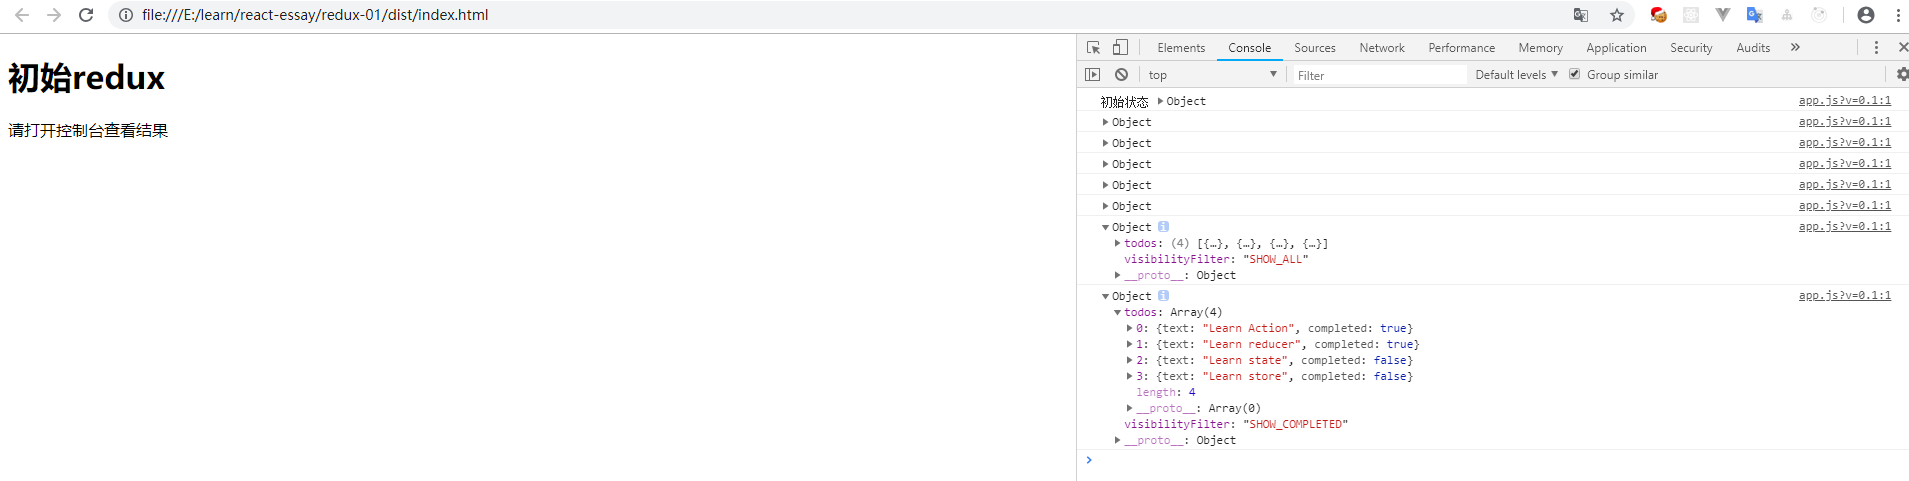 file:///E:/learn/react-essay/redux-01/dist/index.html
初始redux
请打开控制台查看结果
Elements Console Sources Network Performance Memory Application Security Audits »
top Filter Default levels Group similar
初始状态 Object app.js?v=0.1:1
Object app.js?v=0.1:1
Object app.js?v=0.1:1
Object app.js?v=0.1:1
Object app.js?v=0.1:1
Object app.js?v=0.1:1
Object i app.js?v=0.1:1
todos: (4) [{…}, {…}, {…}, {…}]
visibilityFilter: "SHOW_ALL"
__proto__: Object
Object i app.js?v=0.1:1
todos: Array(4)
0: {text: "Learn Action", completed: true}
1: {text: "Learn reducer", completed: true}
2: {text: "Learn state", completed: false}
3: {text: "Learn store", completed: false}
length: 4
__proto__: Array(0)
visibilityFilter: "SHOW_COMPLETED"
__proto__: Object